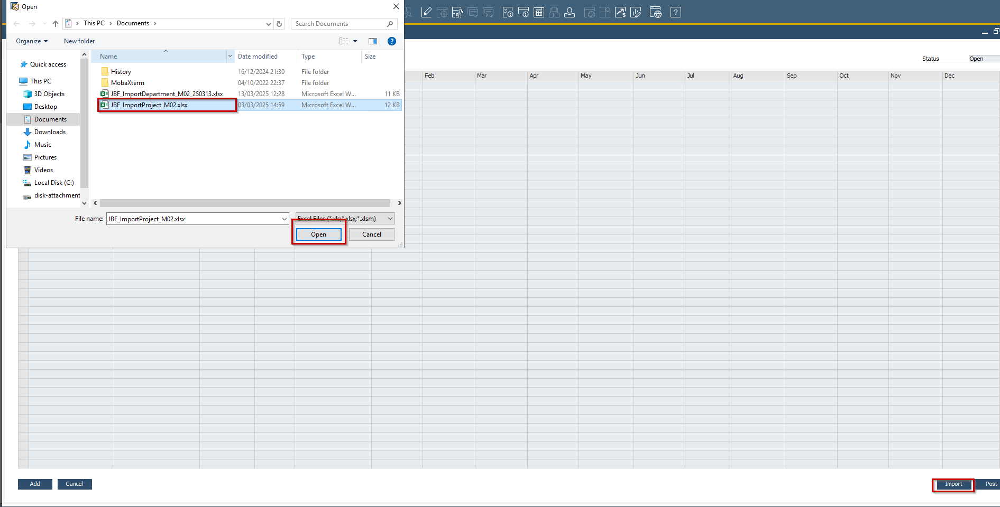 Open
This PC > Documents >
Search Documents
Organize
New folder
?
Name
Date modified
Type
Size
Quick access
This PC
3D Objects
Desktop
Documents
Downloads
Music
Pictures
Videos
Local Disk (C:)
disk-attachment
History 16/12/2024 21:30 File folder
MobaXterm 04/10/2022 22:37 File folder
JBF_ImportDepartment_M02_250313.xlsx 13/03/2025 12:28 Microsoft Excel W... 11 KB
JBF_ImportProject_M02.xlsx 03/03/2025 14:59 Microsoft Excel W... 12 KB
File name: JBF_ImportProject_M02.xlsx
Excel Files (*.xls;*.xlsx;*.xlsm)
Open
Cancel
?
Status Open
Feb Mar Apr May Jun Jul Aug Sep Oct Nov Dec
Add
Cancel
Import
Post